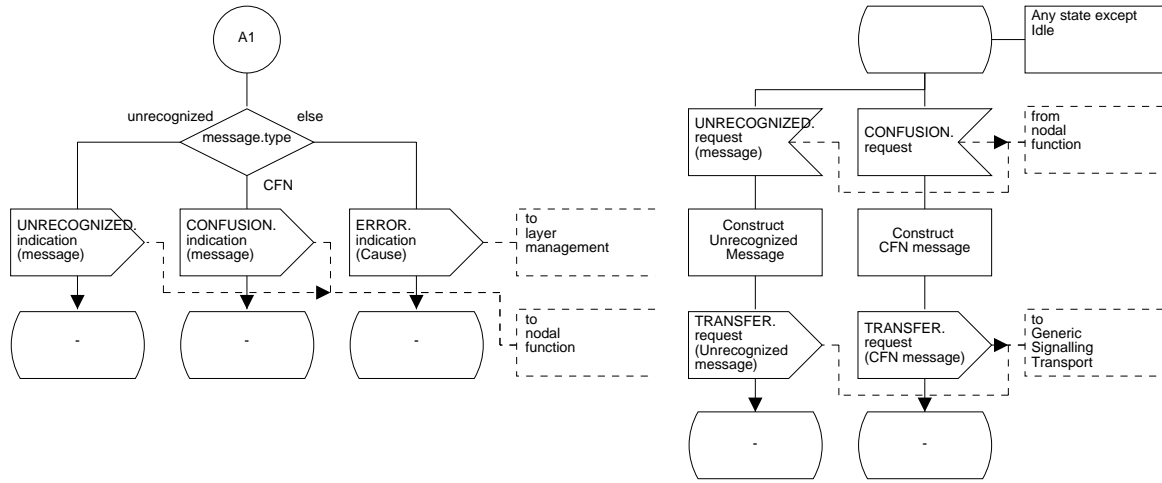 A1
unrecognized
else
message.type
CFN
UNRECOGNIZED.
indication
(message)
CONFUSION.
indication
(message)
ERROR.
indication
(Cause)
to
layer
management
-
-
-
to
nodal
function
Any state except
Idle
UNRECOGNIZED.
request
(message)
CONFUSION.
request
from
nodal
function
Construct
Unrecognized
Message
Construct
CFN message
TRANSFER.
request
(Unrecognized
message)
TRANSFER.
request
(CFN message)
to
Generic
Signalling
Transport
-
-